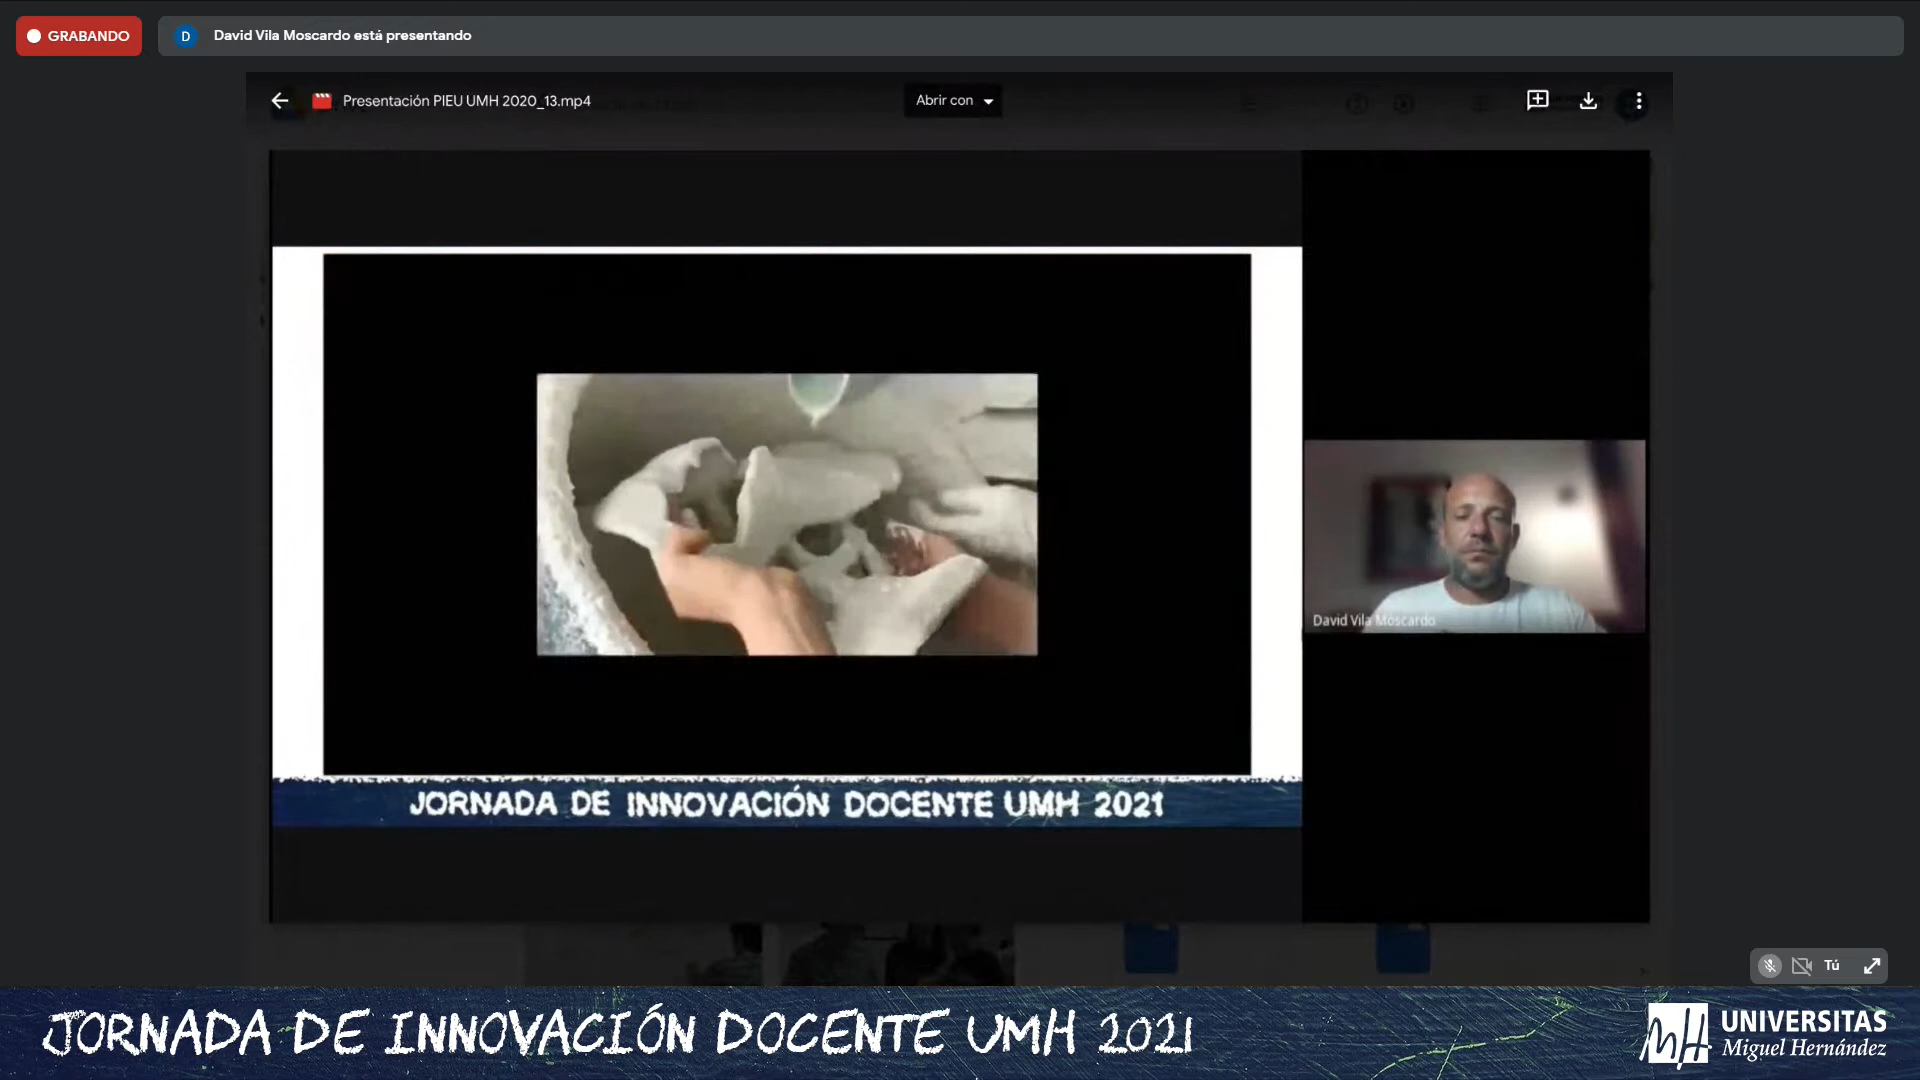 GRABANDO
D
David Vila Moscardo está presentando
Presentación PIEU UMH 2020_13.mp4
Abrir con
David Vila Moscardo
JORNADA DE INNOVACIÓN DOCENTE UMH 2021
Tú
JORNADA DE INNOVACIÓN DOCENTE UMH 2021
MH
UNIVERSITAS
Miguel Hernández